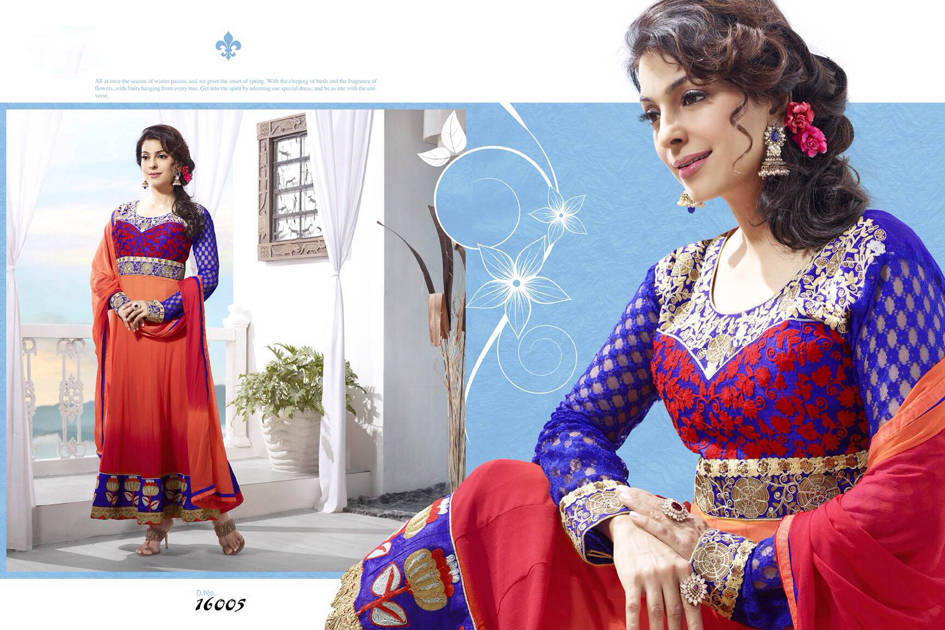 All at once the season of winter passes, and we greet the onset of spring. With the chirping of birds and the fragrance of
flowers, with fruits hanging from every tree. Get into the spirit by adorning our special dress; and be as one with the uni-
verse.
D.No.
16005